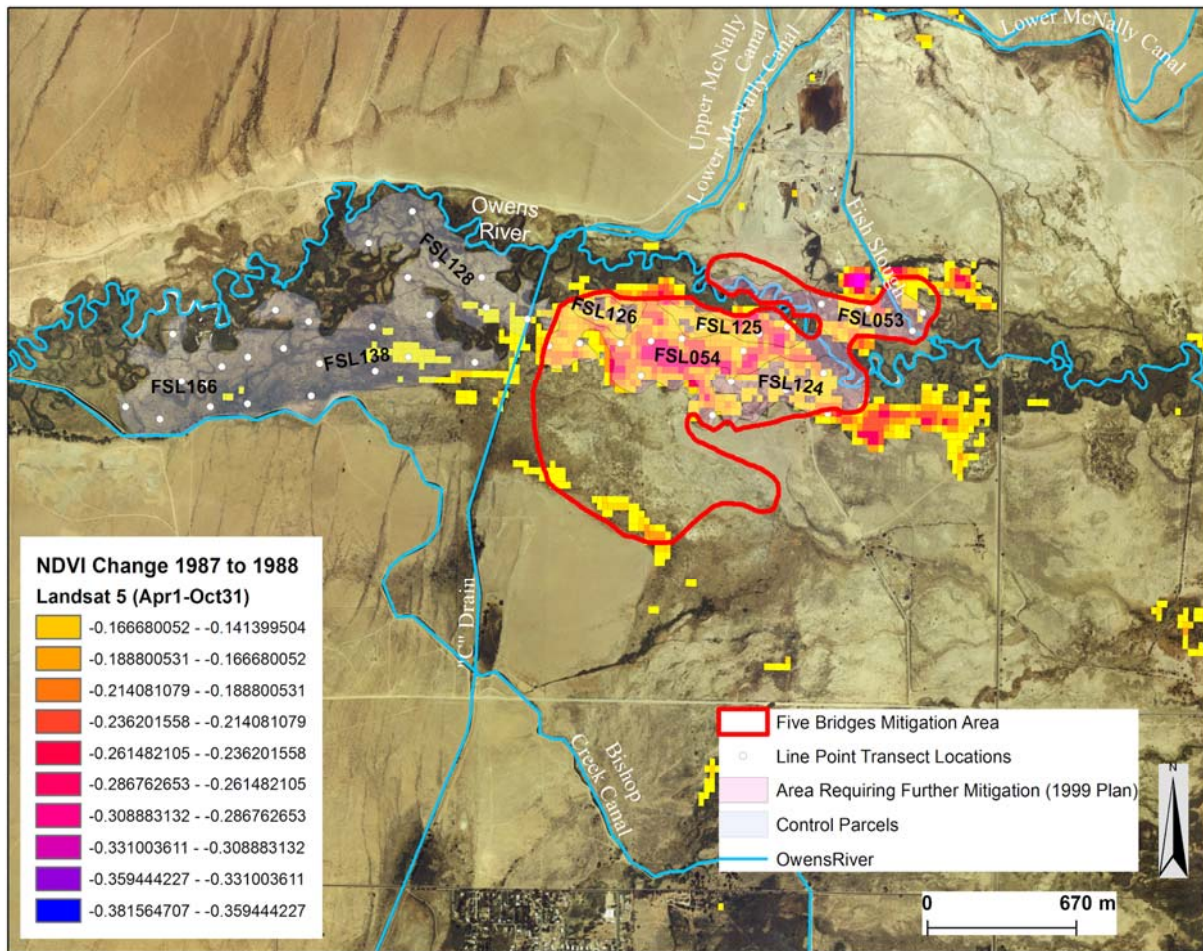 Lower McNally Canal
Upper McNally
Canal
Lower McNally Canal
Owens
River
Fish Slough
FSL128
FSL126
FSL125
FSL053
FSL138
FSL054
FSL166
FSL124
"C" Drain
Bishop
Creek Canal
NDVI Change 1987 to 1988
Landsat 5 (Apr1-Oct31)
-0.166680052 - -0.141399504
-0.188800531 - -0.166680052
-0.214081079 - -0.188800531
-0.236201558 - -0.214081079
-0.261482105 - -0.236201558
-0.286762653 - -0.261482105
-0.308883132 - -0.286762653
-0.331003611 - -0.308883132
-0.359444227 - -0.331003611
-0.381564707 - -0.359444227
Five Bridges Mitigation Area
Line Point Transect Locations
Area Requiring Further Mitigation (1999 Plan)
Control Parcels
OwensRiver
N
0 670 m